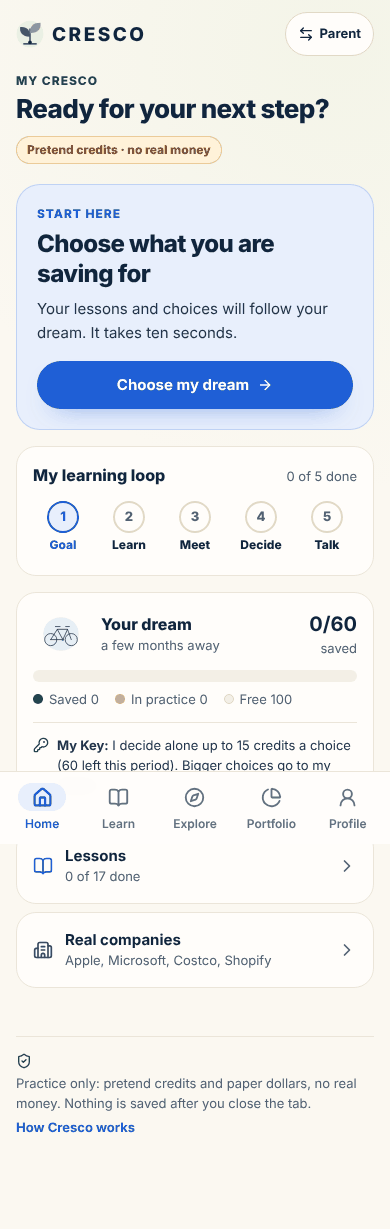 CRESCO
Parent
MY CRESCO
Ready for your next step?
Pretend credits · no real money
START HERE
Choose what you are
saving for
Your lessons and choices will follow your
dream. It takes ten seconds.
Choose my dream →
My learning loop
0 of 5 done
1 2 3 4 5
Goal Learn Meet Decide Talk
Your dream
a few months away
0/60
saved
Saved 0 In practice 0 Free 100
My Key: I decide alone up to 15 credits a choice
(60 left this period). Bigger choices go to my
Home Learn Explore Portfolio Profile
Lessons
0 of 17 done
Real companies
Apple, Microsoft, Costco, Shopify
Practice only: pretend credits and paper dollars, no real
money. Nothing is saved after you close the tab.
How Cresco works